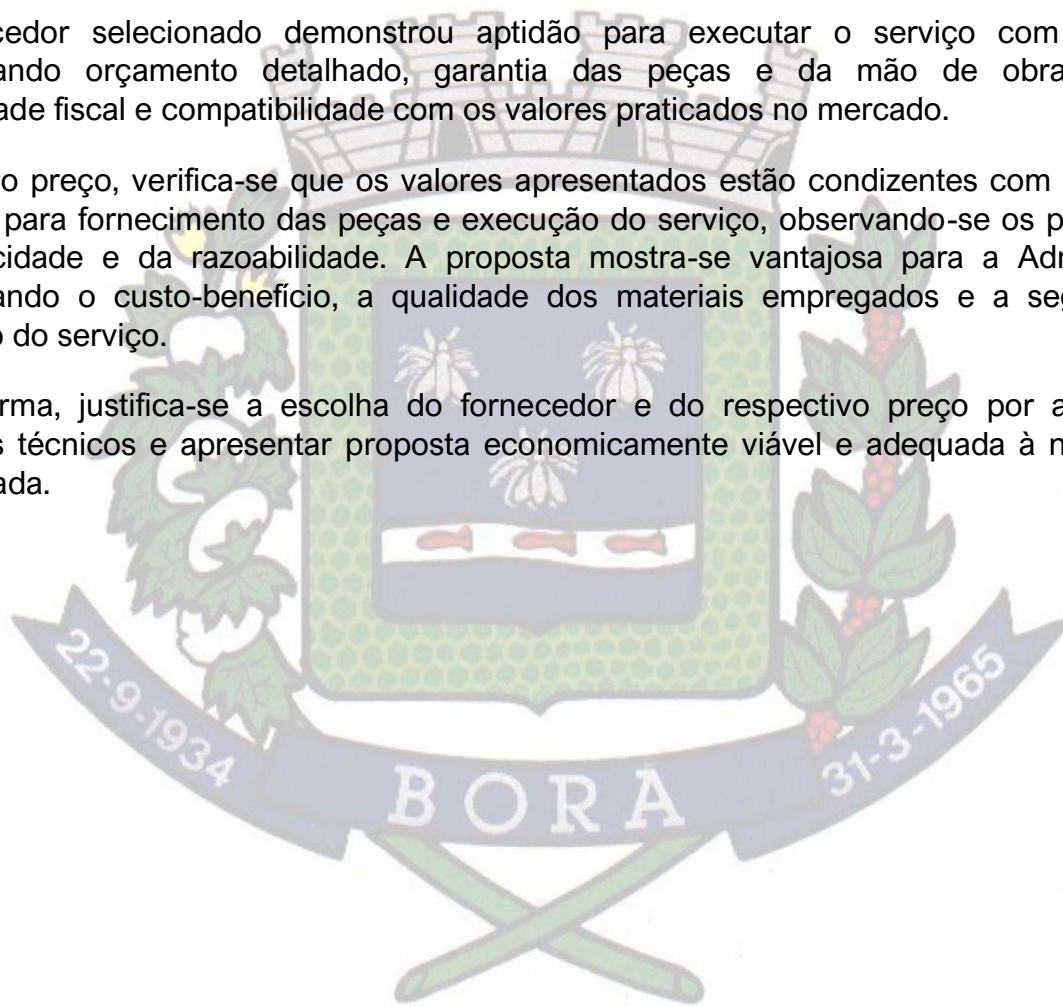 cedor selecionado demonstrou aptidão para executar o serviço com
ando orçamento detalhado, garantia das peças e da mão de obra
ade fiscal e compatibilidade com os valores praticados no mercado.
o preço, verifica-se que os valores apresentados estão condizentes com
para fornecimento das peças e execução do serviço, observando-se os p
cidade e da razoabilidade. A proposta mostra-se vantajosa para a Adr
ando o custo-benefício, a qualidade dos materiais empregados e a seg
o do serviço.
rma, justifica-se a escolha do fornecedor e do respectivo preço por a
s técnicos e apresentar proposta economicamente viável e adequada à n
ada.
22-9-1934
BORÁ
31-3-1965